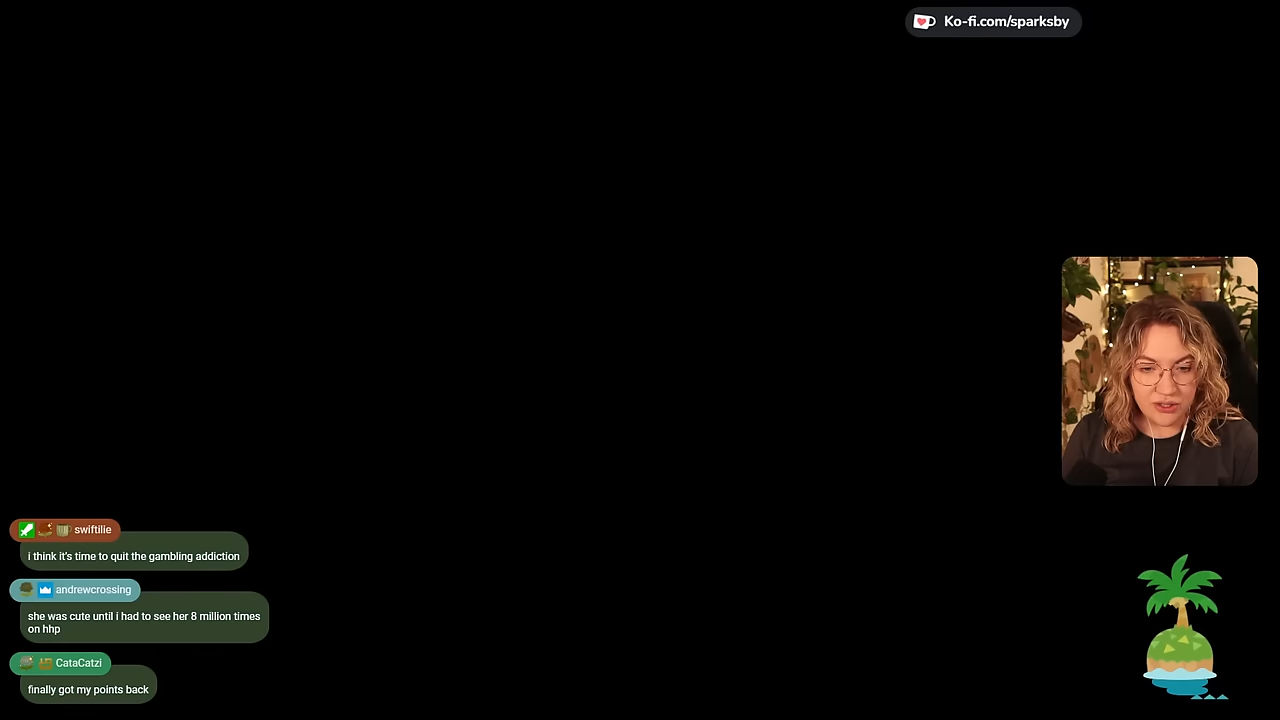 Ko-fi.com/sparksby
swiftilie
i think it's time to quit the gambling addiction
andrewcrossing
she was cute until i had to see her 8 million times
on hhp
CataCatzi
finally got my points back